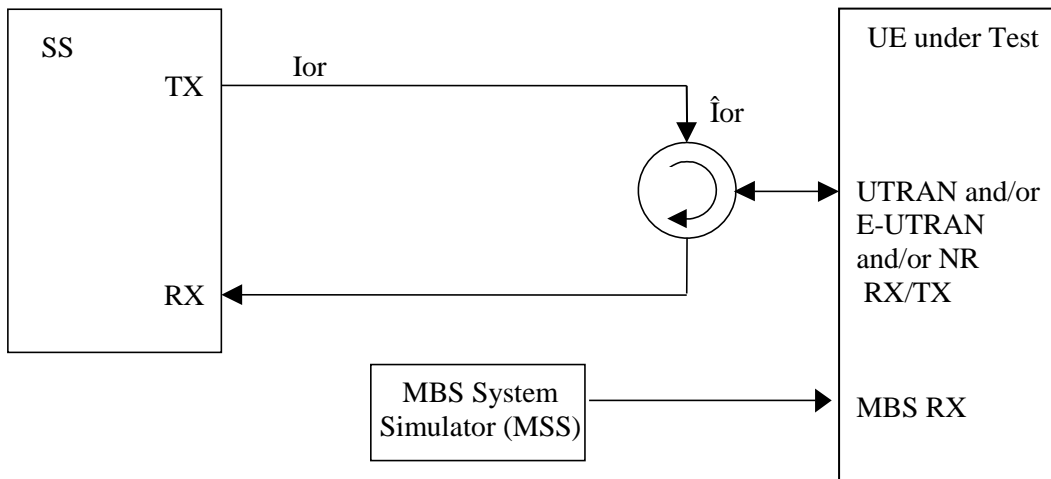 SS
TX
Ior
Îor
UE under Test
UTRAN and/or
E-UTRAN
and/or NR
RX/TX
RX
MBS System
Simulator (MSS)
MBS RX